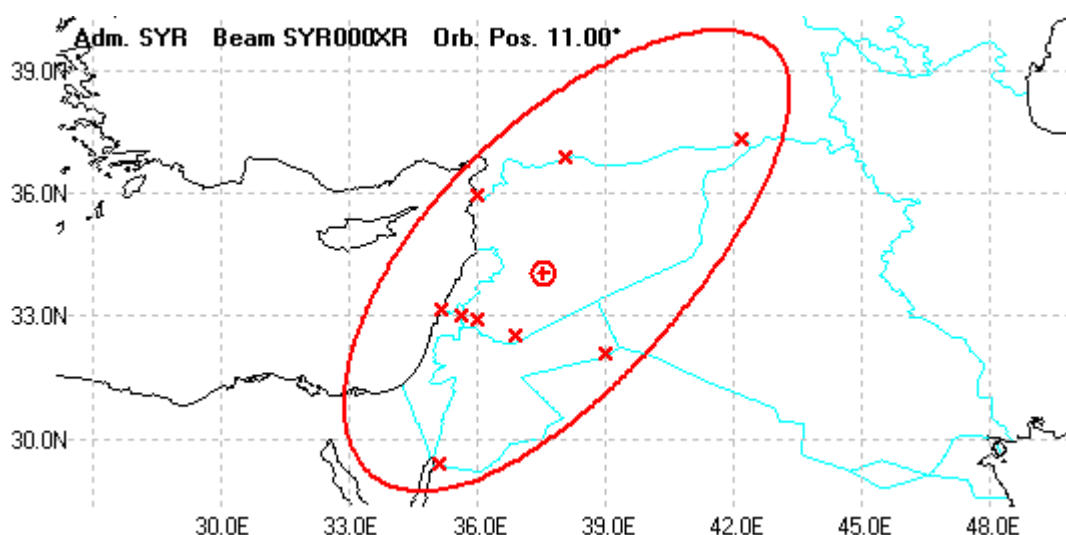 Adm. SYR Beam SYR000XR Orb. Pos. 11.00°
39.0N
36.0N
33.0N
30.0N
30.0E 33.0E 36.0E 39.0E 42.0E 45.0E 48.0E